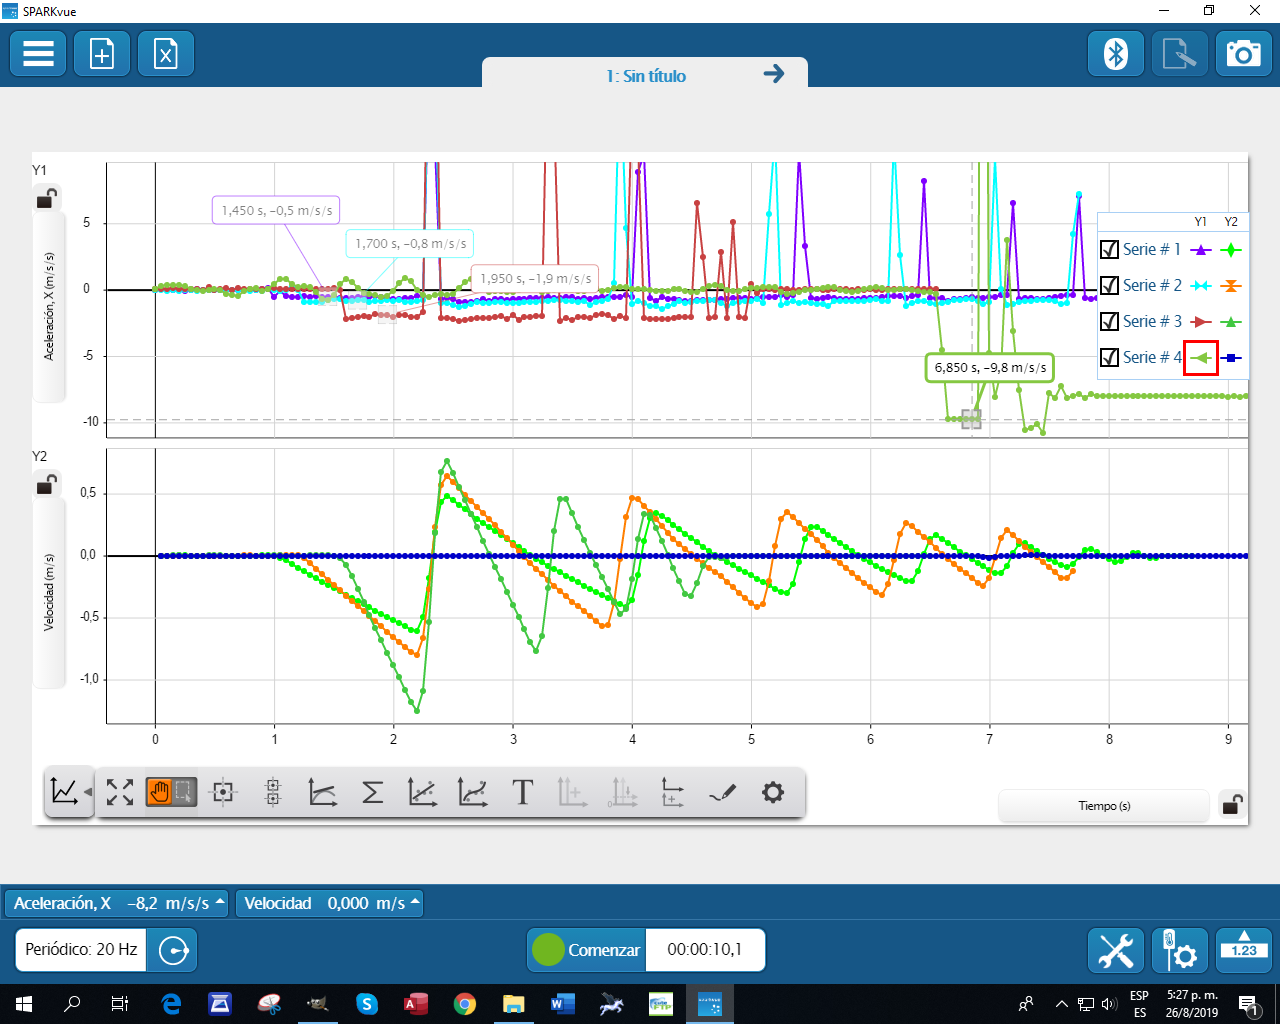 SPARKvue
1: Sin título
Y1
Aceleración, X (m/s/s)
5
0
-5
-10
1,450 s, −0,5 m/s/s
1,700 s, −0,8 m/s/s
1,950 s, −1,9 m/s/s
6,850 s, −9,8 m/s/s
Y1 Y2
Serie # 1
Serie # 2
Serie # 3
Serie # 4
Y2
Velocidad (m/s)
0,5
0,0
-0,5
-1,0
0 1 2 3 4 5 6 7 8 9
T
Tiempo (s)
Aceleración, X −8,2 m/s/s
Velocidad 0,000 m/s
Periódico: 20 Hz
Comenzar 00:00:10,1
1.23
ESP
ES
5:27 p. m.
26/8/2019
1